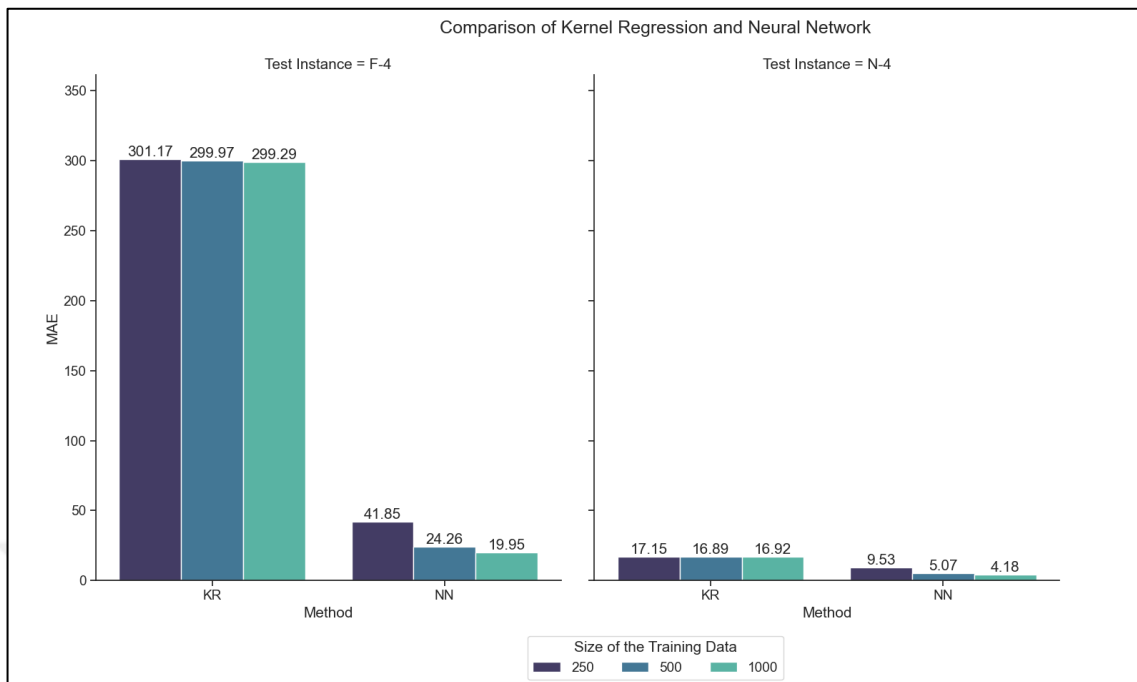 Comparison of Kernel Regression and Neural Network
Test Instance = F-4
Test Instance = N-4
MAE
350
300
250
200
150
100
50
0
301.17 299.97 299.29
41.85
24.26
19.95
17.15 16.89 16.92
9.53
5.07
4.18
KR NN
KR NN
Method
Method
Size of the Training Data
250 500 1000